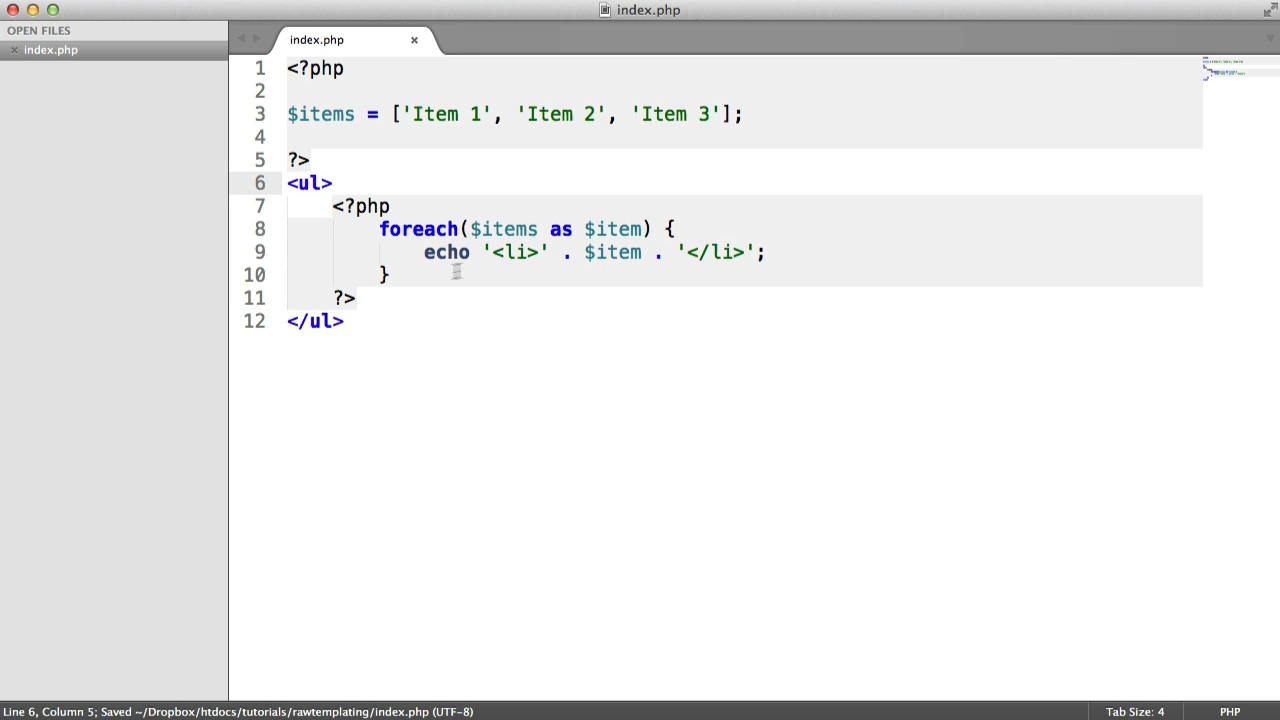 index.php
OPEN FILES
index.php
index.php
1 <?php
2
3 $items = ['Item 1', 'Item 2', 'Item 3'];
4
5 ?>
6 <ul>
7     <?php
8         foreach($items as $item) {
9             echo '<li>' . $item . '</li>';
10         }
11     ?>
12 </ul>
Line 6, Column 5; Saved ~/Dropbox/htdocs/tutorials/rawtemplating/index.php (UTF-8)
Tab Size: 4
PHP